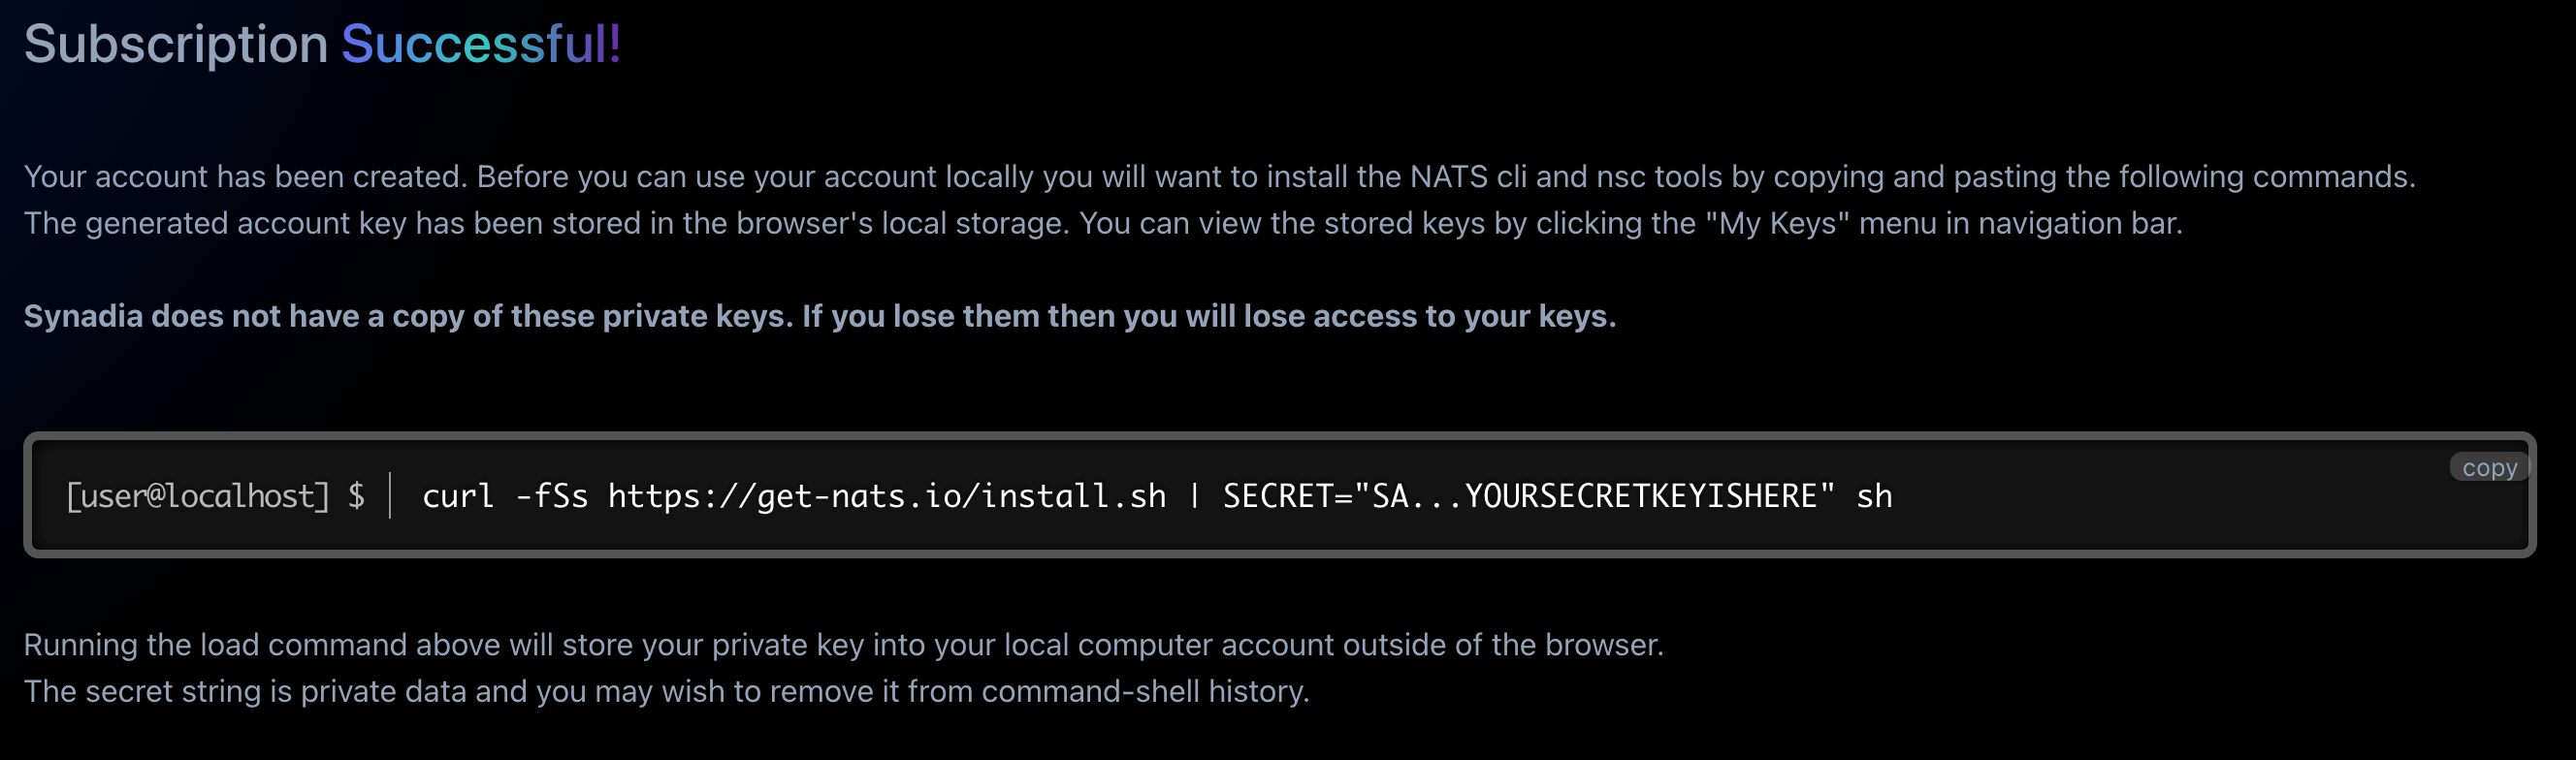 Subscription Successful!
Your account has been created. Before you can use your account locally you will want to install the NATS cli and nsc tools by copying and pasting the following commands.
The generated account key has been stored in the browser's local storage. You can view the stored keys by clicking the "My Keys" menu in navigation bar.
Synadia does not have a copy of these private keys. If you lose them then you will lose access to your keys.
copy
[user@localhost] $ curl -fSs https://get-nats.io/install.sh | SECRET="SA...YOURSECRETKEYISHERE" sh
Running the load command above will store your private key into your local computer account outside of the browser.
The secret string is private data and you may wish to remove it from command-shell history.